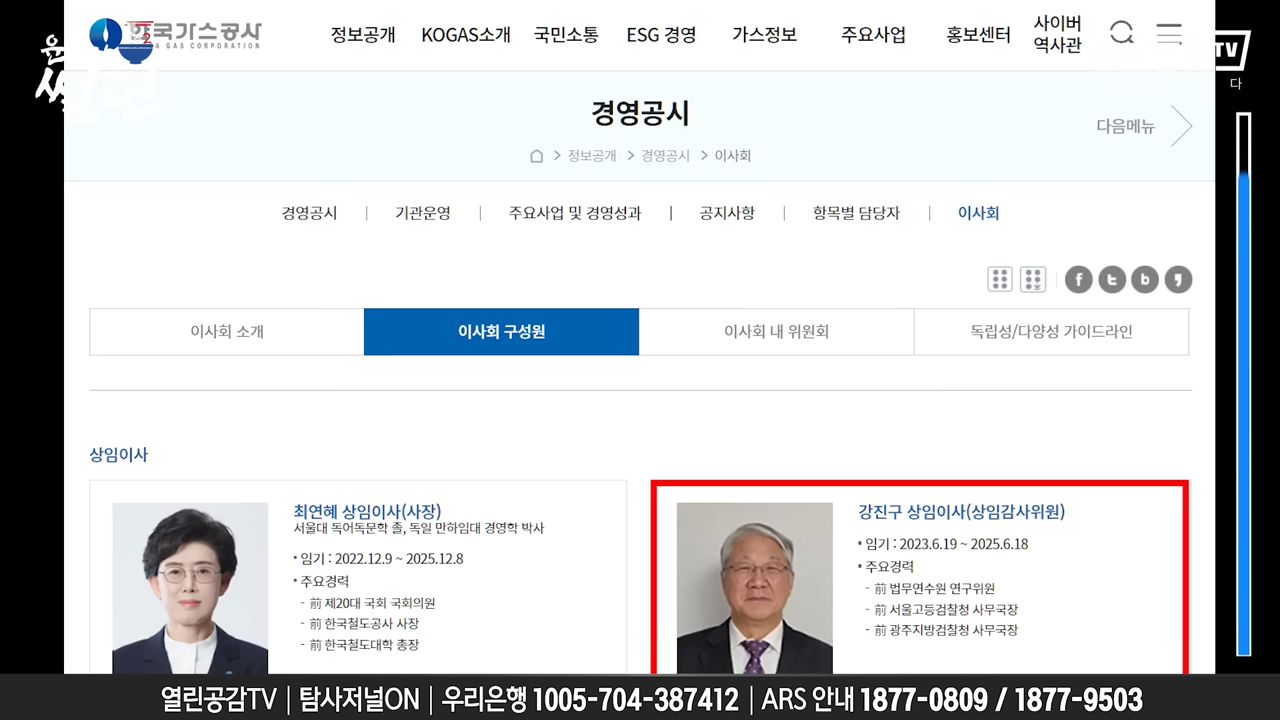 한국가스공사
KOREA GAS CORPORATION
정보공개 KOGAS소개 국민소통 ESG 경영 가스정보 주요사업 홍보센터 사이버
역사관
TV
다
경영공시
다음메뉴
> 정보공개 > 경영공시 > 이사회
경영공시 | 기관운영 | 주요사업 및 경영성과 | 공지사항 | 항목별 담당자 | 이사회
이사회 소개 이사회 구성원 이사회 내 위원회 독립성/다양성 가이드라인
상임이사
최연혜 상임이사(사장)
서울대 독어독문학 졸, 독일 만하임대 경영학 박사
• 임기 : 2022.12.9 ~ 2025.12.8
• 주요경력
- 前 제20대 국회 국회의원
- 前 한국철도공사 사장
- 前 한국철도대학 총장
강진구 상임이사(상임감사위원)
• 임기 : 2023.6.19 ~ 2025.6.18
• 주요경력
- 前 법무연수원 연구위원
- 前 서울고등검찰청 사무국장
- 前 광주지방검찰청 사무국장
열린공감TV | 탐사저널ON | 우리은행 1005-704-387412 | ARS 안내 1877-0809 / 1877-9503